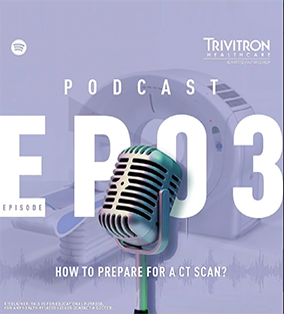 TRIVITRON
HEALTHCARE
PODCAST
EP03
EPISODE
HOW TO PREPARE FOR A CT SCAN?